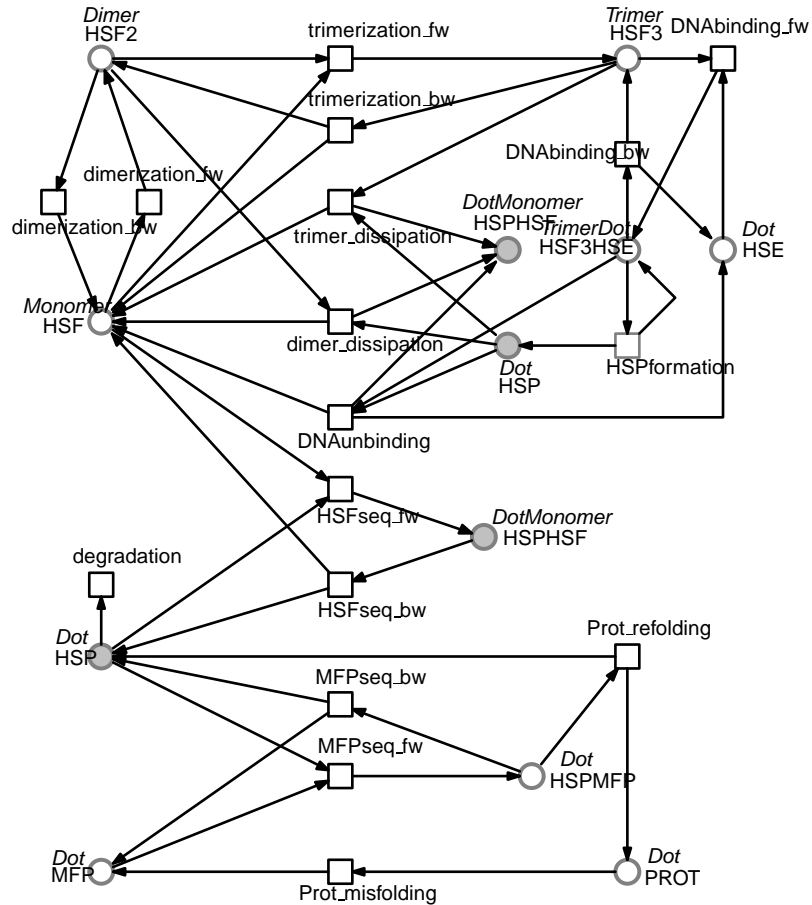 Dimer
HSF2
trimerization_fw
Trimer
HSF3
DNAbinding_fw
trimerization_bw
DNAbinding_bw
dimerization_fw
dimerization_bw
trimer_dissipation
DotMonomer
HSPHSF
TrimerDot
HSF3HSE
Dot
HSE
Monomer
HSF
dimer_dissipation
Dot
HSP
HSPformation
DNAunbinding
HSFseq_fw
DotMonomer
HSPHSF
degradation
HSFseq_bw
Dot
HSP
Prot_refolding
MFPseq_bw
MFPseq_fw
Dot
HSPMFP
Dot
MFP
Prot_misfolding
Dot
PROT